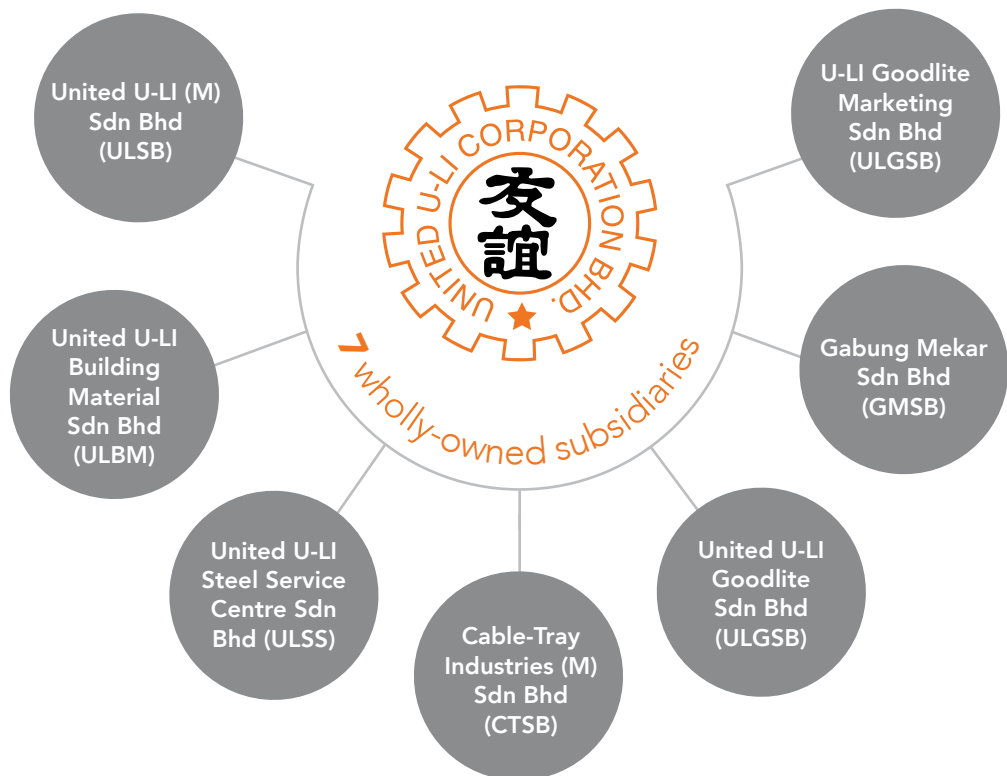 United U-LI (M)
Sdn Bhd
(ULSB)
U-LI Goodlite
Marketing
Sdn Bhd
(ULGSB)
UNITED U-LI CORPORATION BHD.
友
誼
7 wholly-owned subsidiaries
United U-LI
Building
Material
Sdn Bhd
(ULBM)
Gabung Mekar
Sdn Bhd
(GMSB)
United U-LI
Steel Service
Centre Sdn
Bhd (ULSS)
Cable-Tray
Industries (M)
Sdn Bhd
(CTSB)
United U-LI
Goodlite
Sdn Bhd
(ULGSB)